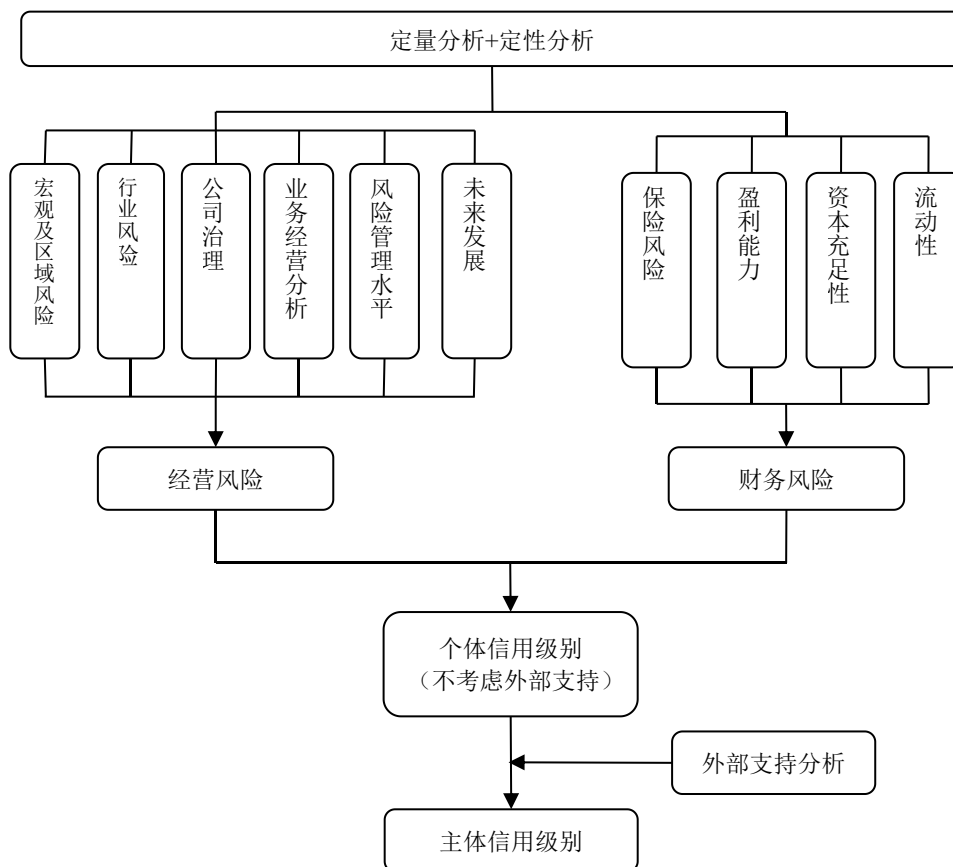 定量分析+定性分析
宏观及区域风险
行业风险
公司治理
业务经营分析
风险管理水平
未来发展
保险风险
盈利能力
资本充足性
流动性
经营风险
财务风险
个体信用级别
（不考虑外部支持）
外部支持分析
主体信用级别